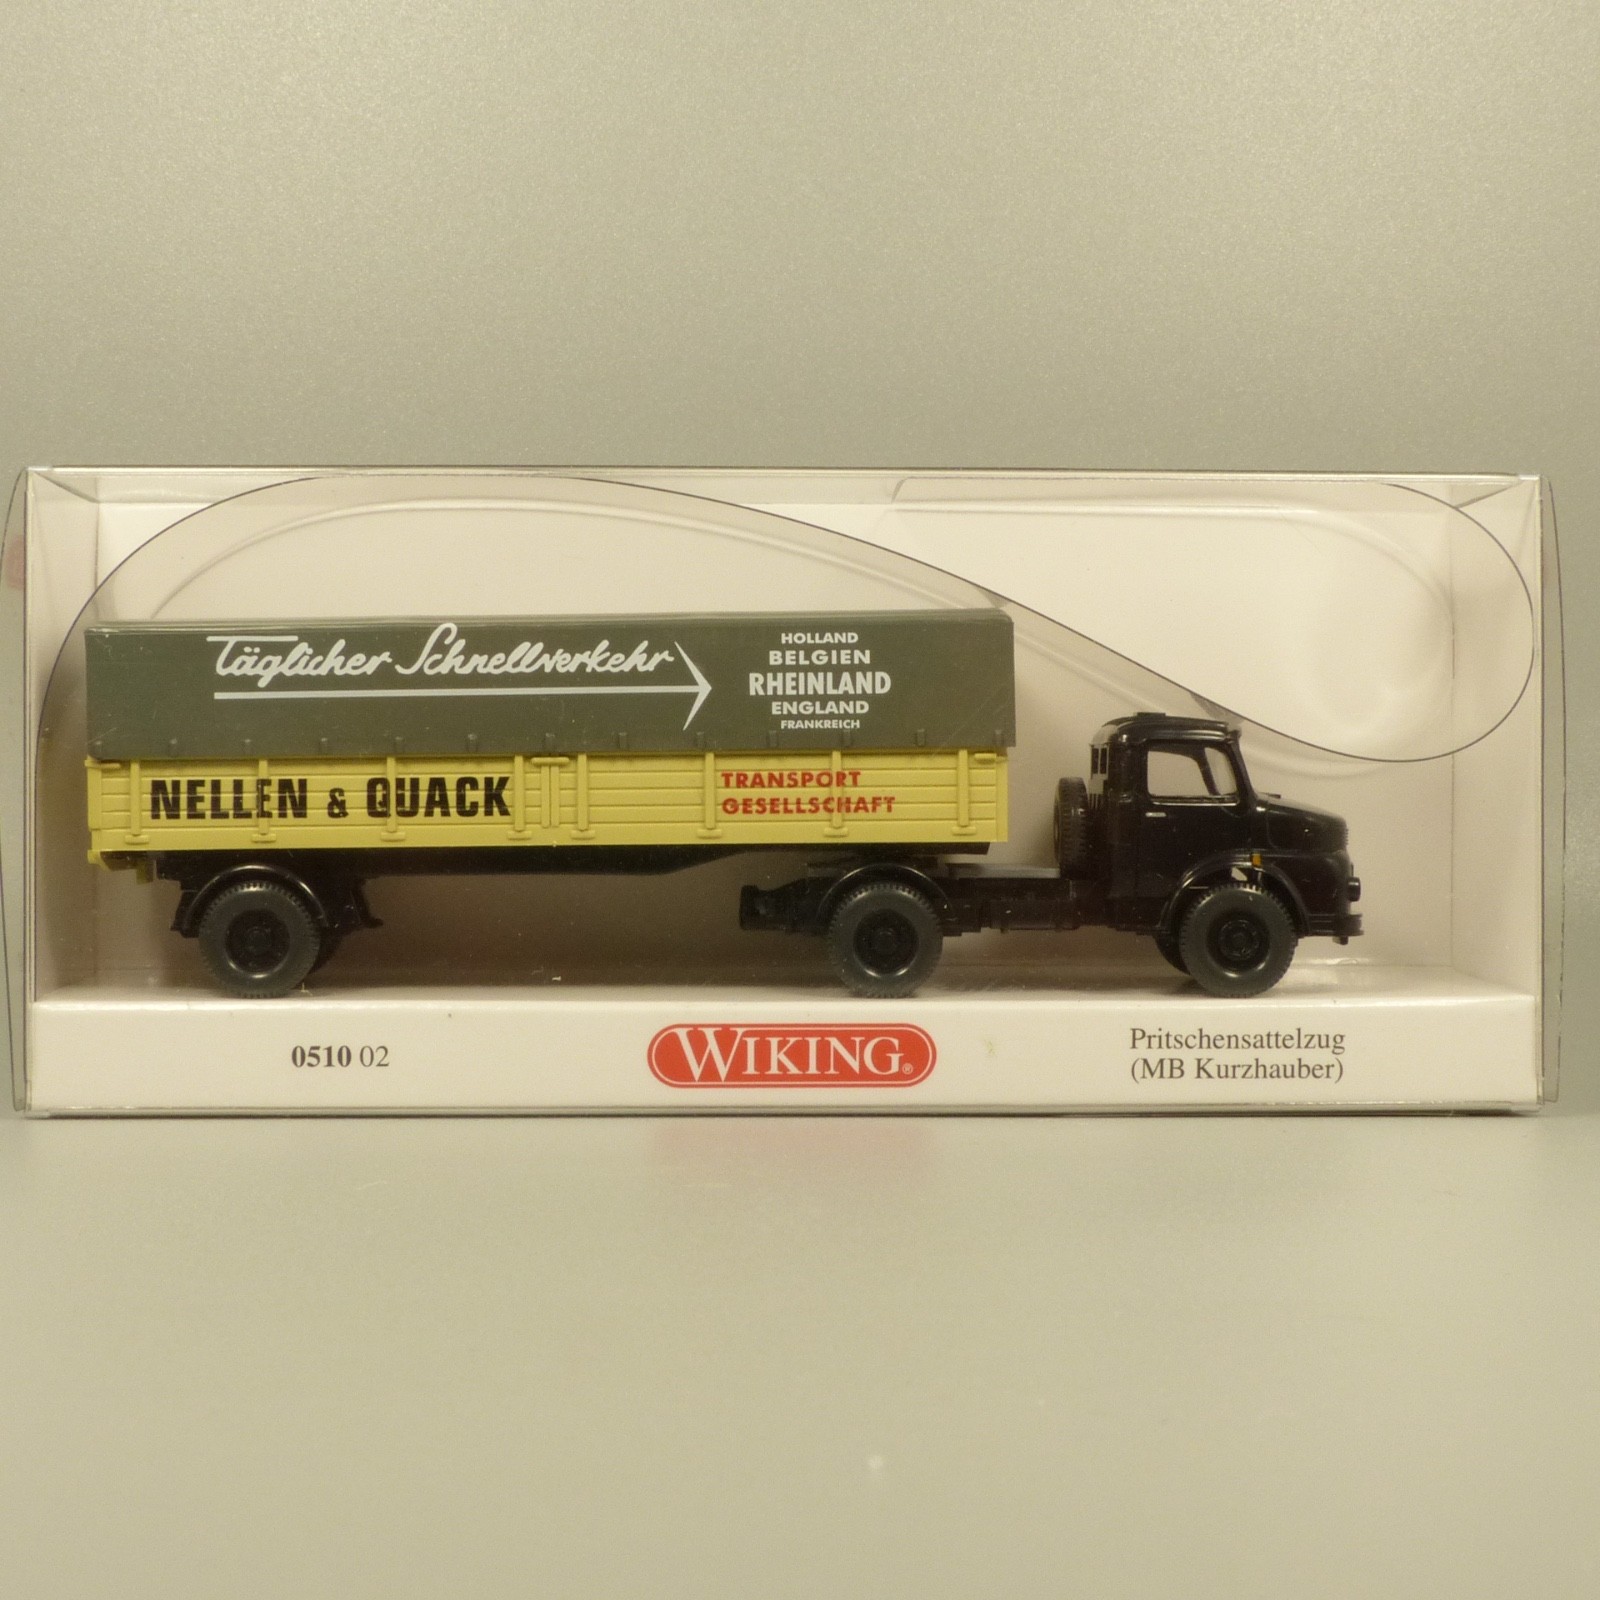 Täglicher Schnellverkehr
HOLLAND
BELGIEN
RHEINLAND
ENGLAND
FRANKREICH
NELLEN & QUACK
TRANSPORT
GESELLSCHAFT
0510 02
WIKING®
Pritschensattelzug
(MB Kurzhauber)